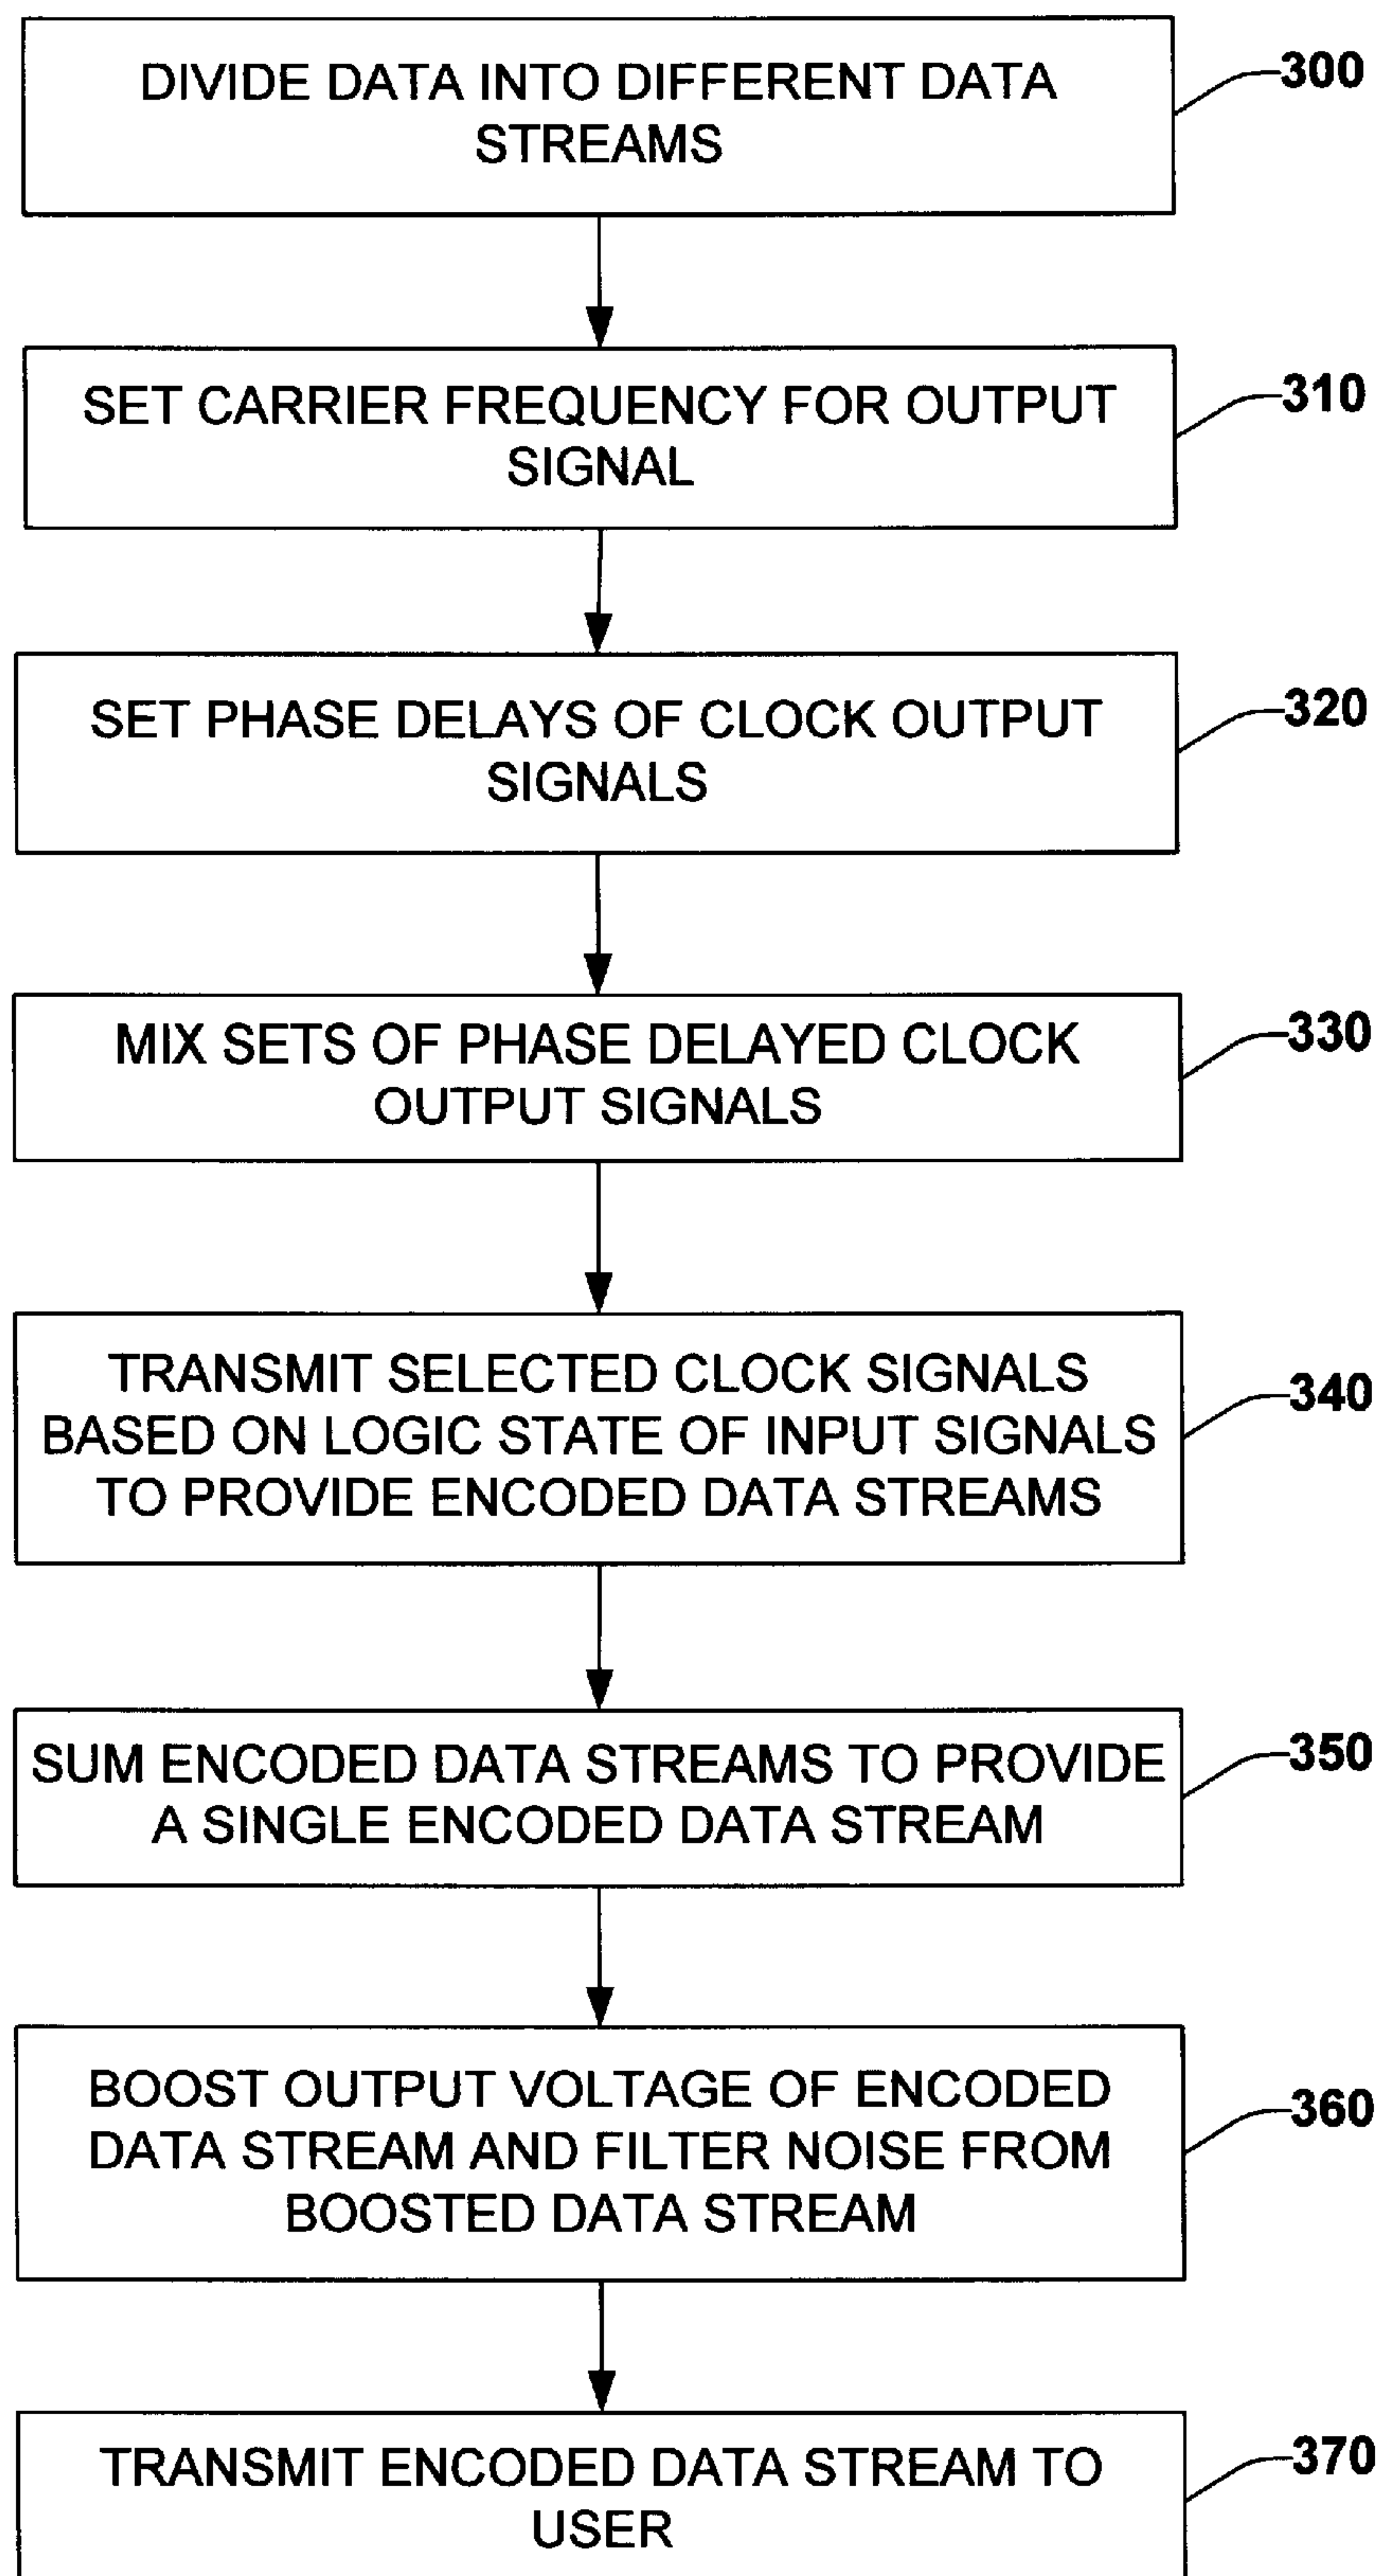 DIVIDE DATA INTO DIFFERENT DATA
STREAMS
300
SET CARRIER FREQUENCY FOR OUTPUT
SIGNAL
310
SET PHASE DELAYS OF CLOCK OUTPUT
SIGNALS
320
MIX SETS OF PHASE DELAYED CLOCK
OUTPUT SIGNALS
330
TRANSMIT SELECTED CLOCK SIGNALS
BASED ON LOGIC STATE OF INPUT SIGNALS
TO PROVIDE ENCODED DATA STREAMS
340
SUM ENCODED DATA STREAMS TO PROVIDE
A SINGLE ENCODED DATA STREAM
350
BOOST OUTPUT VOLTAGE OF ENCODED
DATA STREAM AND FILTER NOISE FROM
BOOSTED DATA STREAM
360
TRANSMIT ENCODED DATA STREAM TO
USER
370